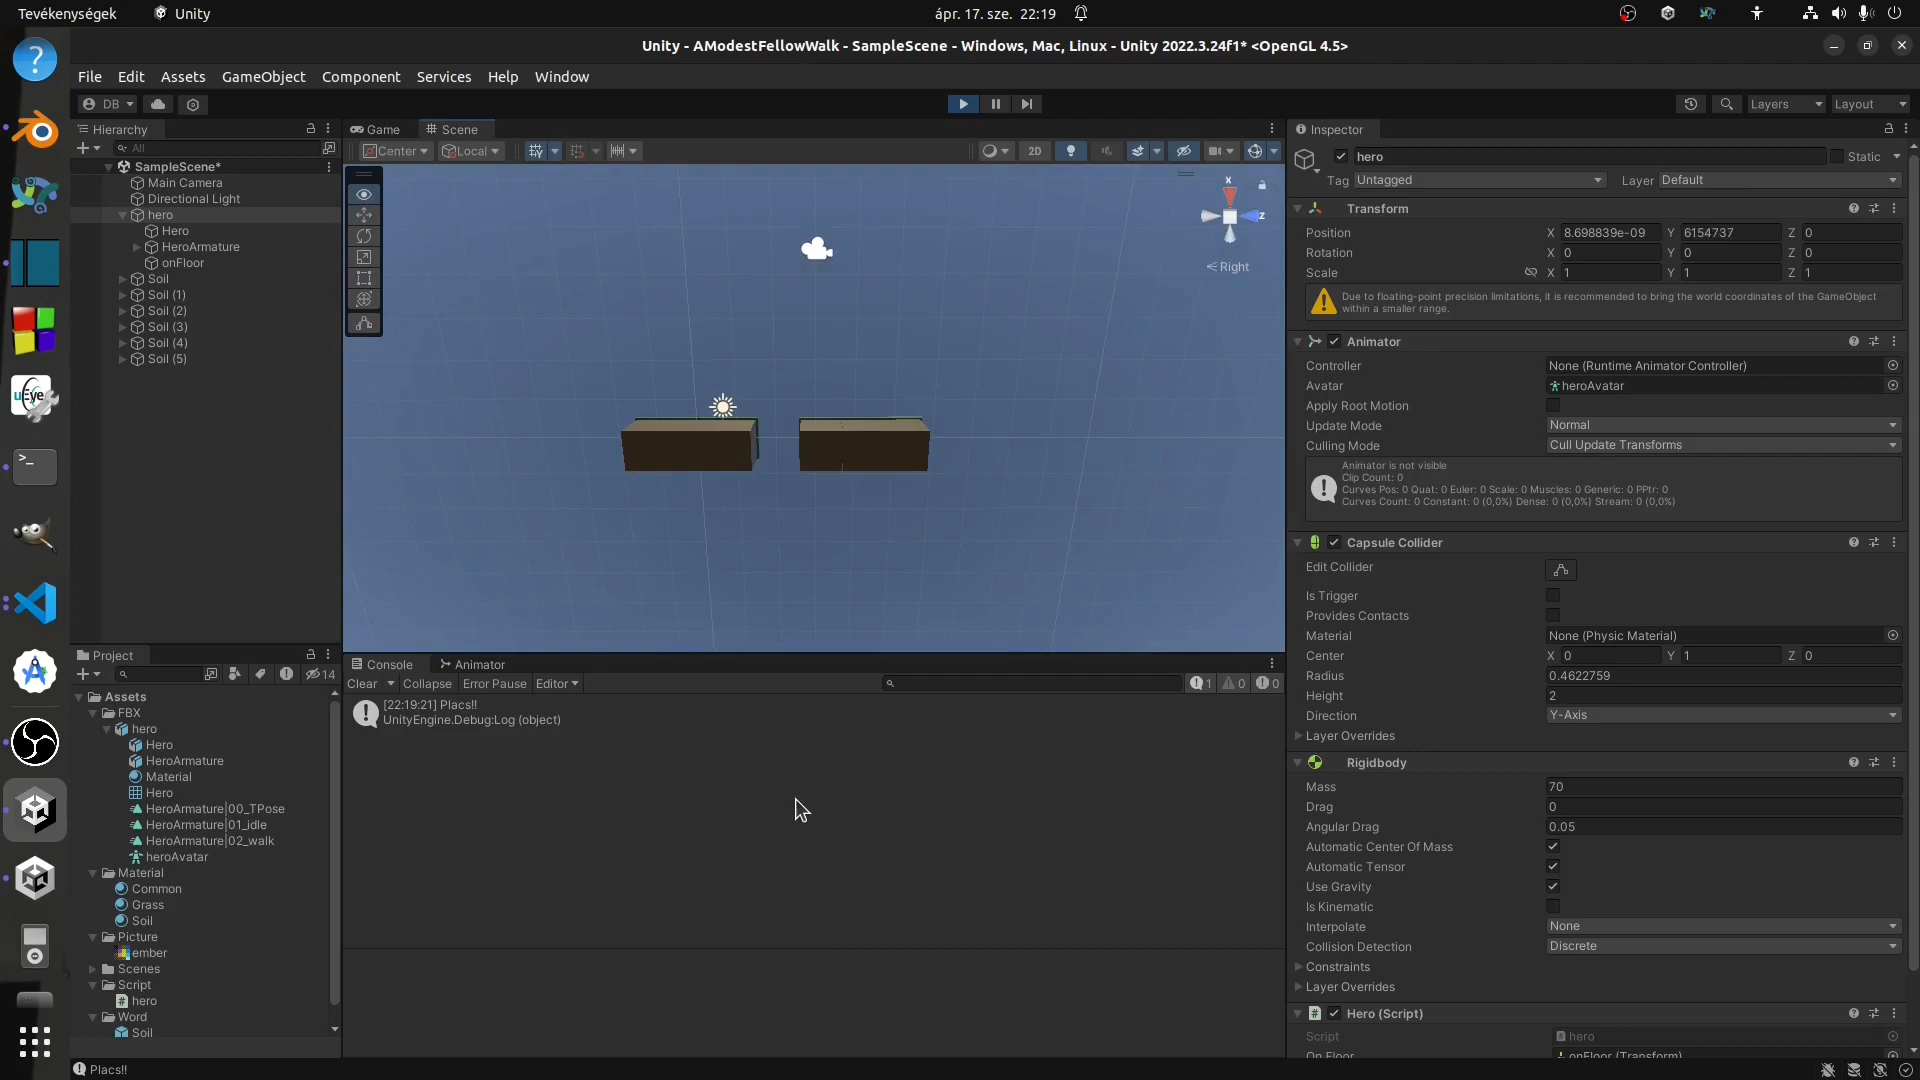 Tevékenységek Unity ápr. 17. sze. 22:19
Unity - AModestFellowWalk - SampleScene - Windows, Mac, Linux - Unity 2022.3.24f1* <OpenGL 4.5>
File Edit Assets GameObject Component Services Help Window
DB Layers Layout
Hierarchy
All
SampleScene*
Main Camera
Directional Light
hero
Hero
HeroArmature
onFloor
Soil
Soil (1)
Soil (2)
Soil (3)
Soil (4)
Soil (5)
Game Scene
Center Local 2D
x
z
Right
Project
14
Assets
FBX
hero
Hero
HeroArmature
Material
Hero
HeroArmature|00_TPose
HeroArmature|01_idle
HeroArmature|02_walk
heroAvatar
Material
Common
Grass
Soil
Picture
ember
Scenes
Script
hero
Word
Soil
Console Animator
Clear Collapse Error Pause Editor 1 0 0
[22:19:21] Placs!!
UnityEngine.Debug:Log (object)
Inspector
hero Static
Tag Untagged Layer Default
Transform
Position X 8.698839e-09 Y 6154737 Z 0
Rotation X 0 Y 0 Z 0
Scale X 1 Y 1 Z 1
Due to floating-point precision limitations, it is recommended to bring the world coordinates of the GameObject
within a smaller range.
Animator
Controller None (Runtime Animator Controller)
Avatar heroAvatar
Apply Root Motion
Update Mode Normal
Culling Mode Cull Update Transforms
Animator is not visible
Clip Count: 0
Curves Pos: 0 Quat: 0 Euler: 0 Scale: 0 Muscles: 0 Generic: 0 PPtr: 0
Curves Count: 0 Constant: 0 (0,0%) Dense: 0 (0,0%) Stream: 0 (0,0%)
Capsule Collider
Edit Collider
Is Trigger
Provides Contacts
Material None (Physic Material)
Center X 0 Y 1 Z 0
Radius 0.4622759
Height 2
Direction Y-Axis
Layer Overrides
Rigidbody
Mass 70
Drag 0
Angular Drag 0.05
Automatic Center Of Mass
Automatic Tensor
Use Gravity
Is Kinematic
Interpolate None
Collision Detection Discrete
Constraints
Layer Overrides
Hero (Script)
Script hero
On Floor onFloor (Transform)
Placs!!
uEye